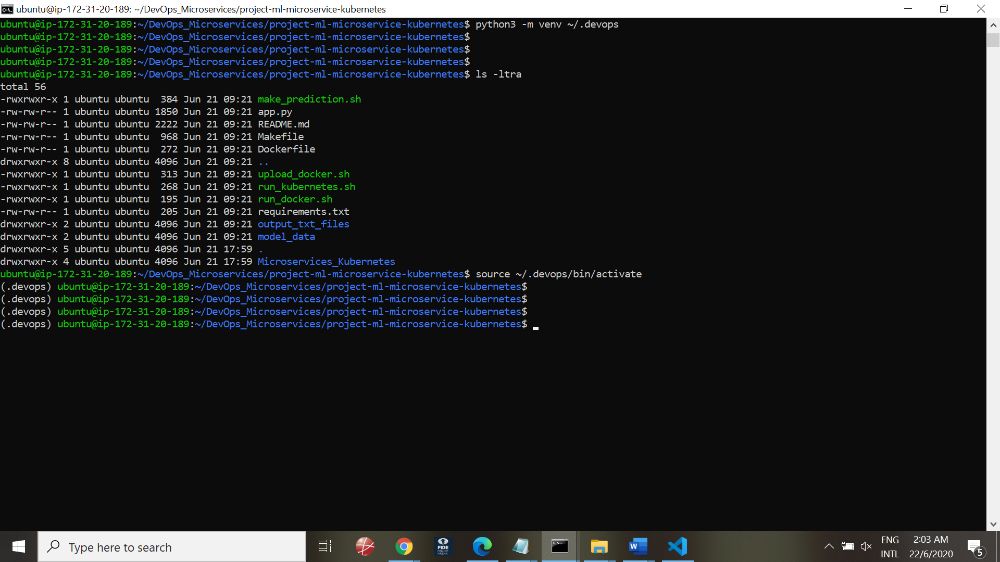 ubuntu@ip-172-31-20-189: ~/DevOps_Microservices/project-ml-microservice-kubernetes
ubuntu@ip-172-31-20-189:~/DevOps_Microservices/project-ml-microservice-kubernetes$ python3 -m venv ~/.devops
ubuntu@ip-172-31-20-189:~/DevOps_Microservices/project-ml-microservice-kubernetes$
ubuntu@ip-172-31-20-189:~/DevOps_Microservices/project-ml-microservice-kubernetes$
ubuntu@ip-172-31-20-189:~/DevOps_Microservices/project-ml-microservice-kubernetes$
ubuntu@ip-172-31-20-189:~/DevOps_Microservices/project-ml-microservice-kubernetes$ ls -ltra
total 56
-rwxrwxr-x 1 ubuntu ubuntu  384 Jun 21 09:21 make_prediction.sh
-rw-rw-r-- 1 ubuntu ubuntu 1850 Jun 21 09:21 app.py
-rw-rw-r-- 1 ubuntu ubuntu 2222 Jun 21 09:21 README.md
-rw-rw-r-- 1 ubuntu ubuntu  968 Jun 21 09:21 Makefile
-rw-rw-r-- 1 ubuntu ubuntu  272 Jun 21 09:21 Dockerfile
drwxrwxr-x 8 ubuntu ubuntu 4096 Jun 21 09:21 ..
-rwxrwxr-x 1 ubuntu ubuntu  313 Jun 21 09:21 upload_docker.sh
-rwxrwxr-x 1 ubuntu ubuntu  268 Jun 21 09:21 run_kubernetes.sh
-rwxrwxr-x 1 ubuntu ubuntu  195 Jun 21 09:21 run_docker.sh
-rw-rw-r-- 1 ubuntu ubuntu  205 Jun 21 09:21 requirements.txt
drwxrwxr-x 2 ubuntu ubuntu 4096 Jun 21 09:21 output_txt_files
drwxrwxr-x 2 ubuntu ubuntu 4096 Jun 21 09:21 model_data
drwxrwxr-x 5 ubuntu ubuntu 4096 Jun 21 17:59 .
drwxrwxr-x 4 ubuntu ubuntu 4096 Jun 21 17:59 Microservices_Kubernetes
ubuntu@ip-172-31-20-189:~/DevOps_Microservices/project-ml-microservice-kubernetes$ source ~/.devops/bin/activate
(.devops) ubuntu@ip-172-31-20-189:~/DevOps_Microservices/project-ml-microservice-kubernetes$
(.devops) ubuntu@ip-172-31-20-189:~/DevOps_Microservices/project-ml-microservice-kubernetes$
(.devops) ubuntu@ip-172-31-20-189:~/DevOps_Microservices/project-ml-microservice-kubernetes$
(.devops) ubuntu@ip-172-31-20-189:~/DevOps_Microservices/project-ml-microservice-kubernetes$
Type here to search
FIDE
ONLINE
ARENA
ENG
INTL
2:03 AM
22/6/2020
5